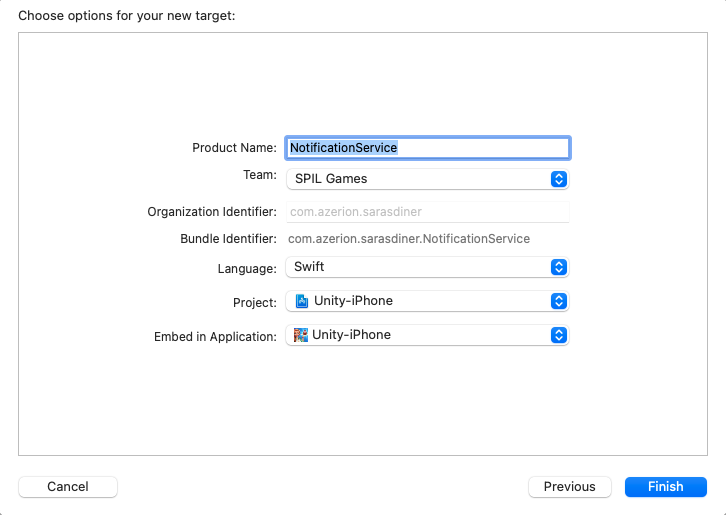 Choose options for your new target:
Product Name: NotificationService
Team: SPIL Games
Organization Identifier: com.azerion.sarasdiner
Bundle Identifier: com.azerion.sarasdiner.NotificationService
Language: Swift
Project: Unity-iPhone
Embed in Application: Unity-iPhone
Cancel Previous Finish